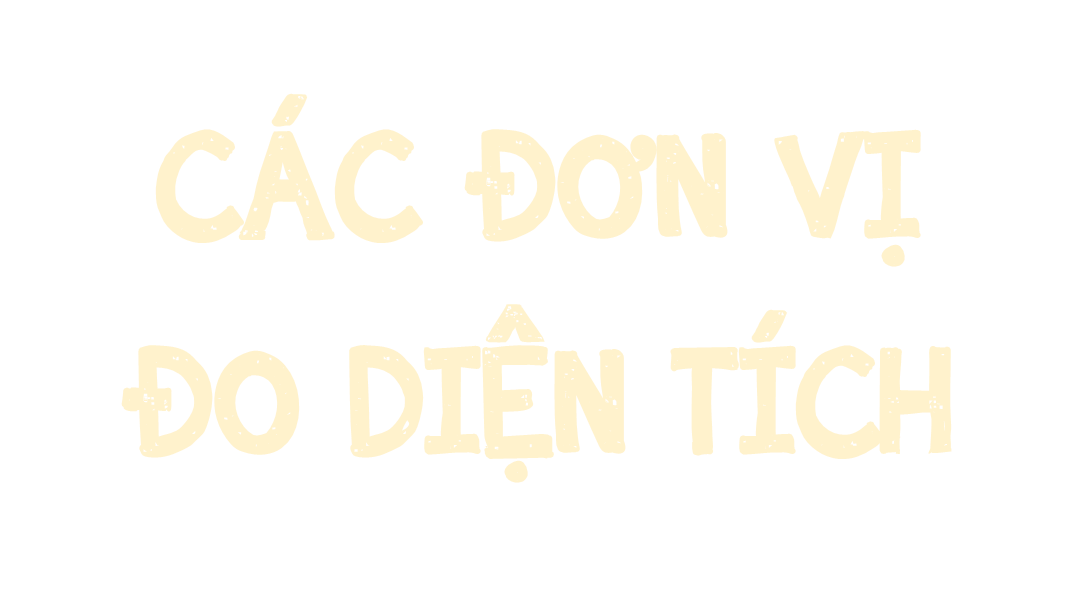 CÁC ĐƠN VỊ
ĐO DIỆN TÍCH